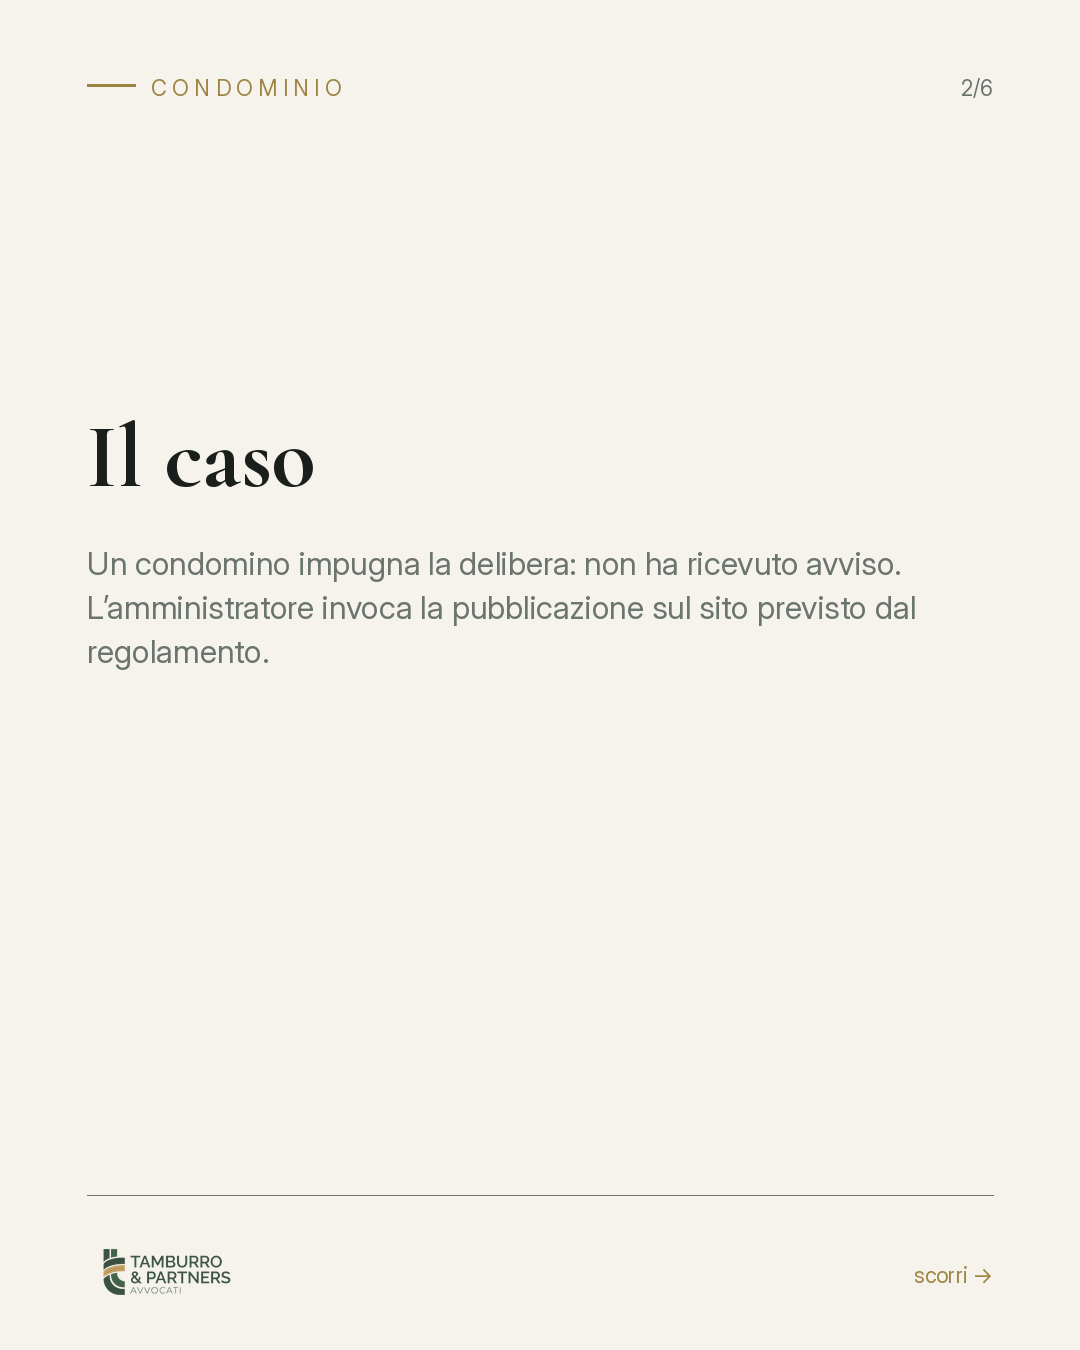 CONDOMINIO
2/6
Il caso
Un condomino impugna la delibera: non ha ricevuto avviso.
L’amministratore invoca la pubblicazione sul sito previsto dal
regolamento.
TAMBURRO
& PARTNERS
AVVOCATI
scorri →